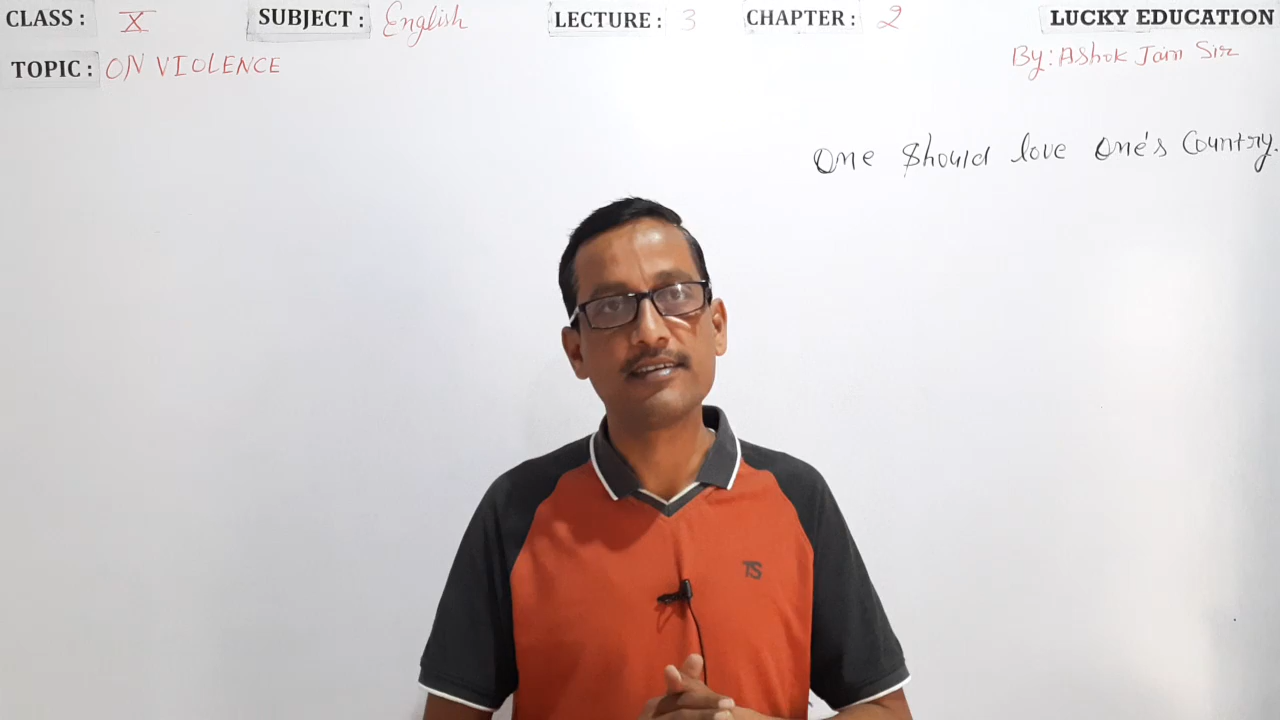 CLASS : X SUBJECT : English LECTURE : 3 CHAPTER : 2 LUCKY EDUCATION
TOPIC : ON VIOLENCE By: Ashok Jain Sir
One Should love One's Country.
TS